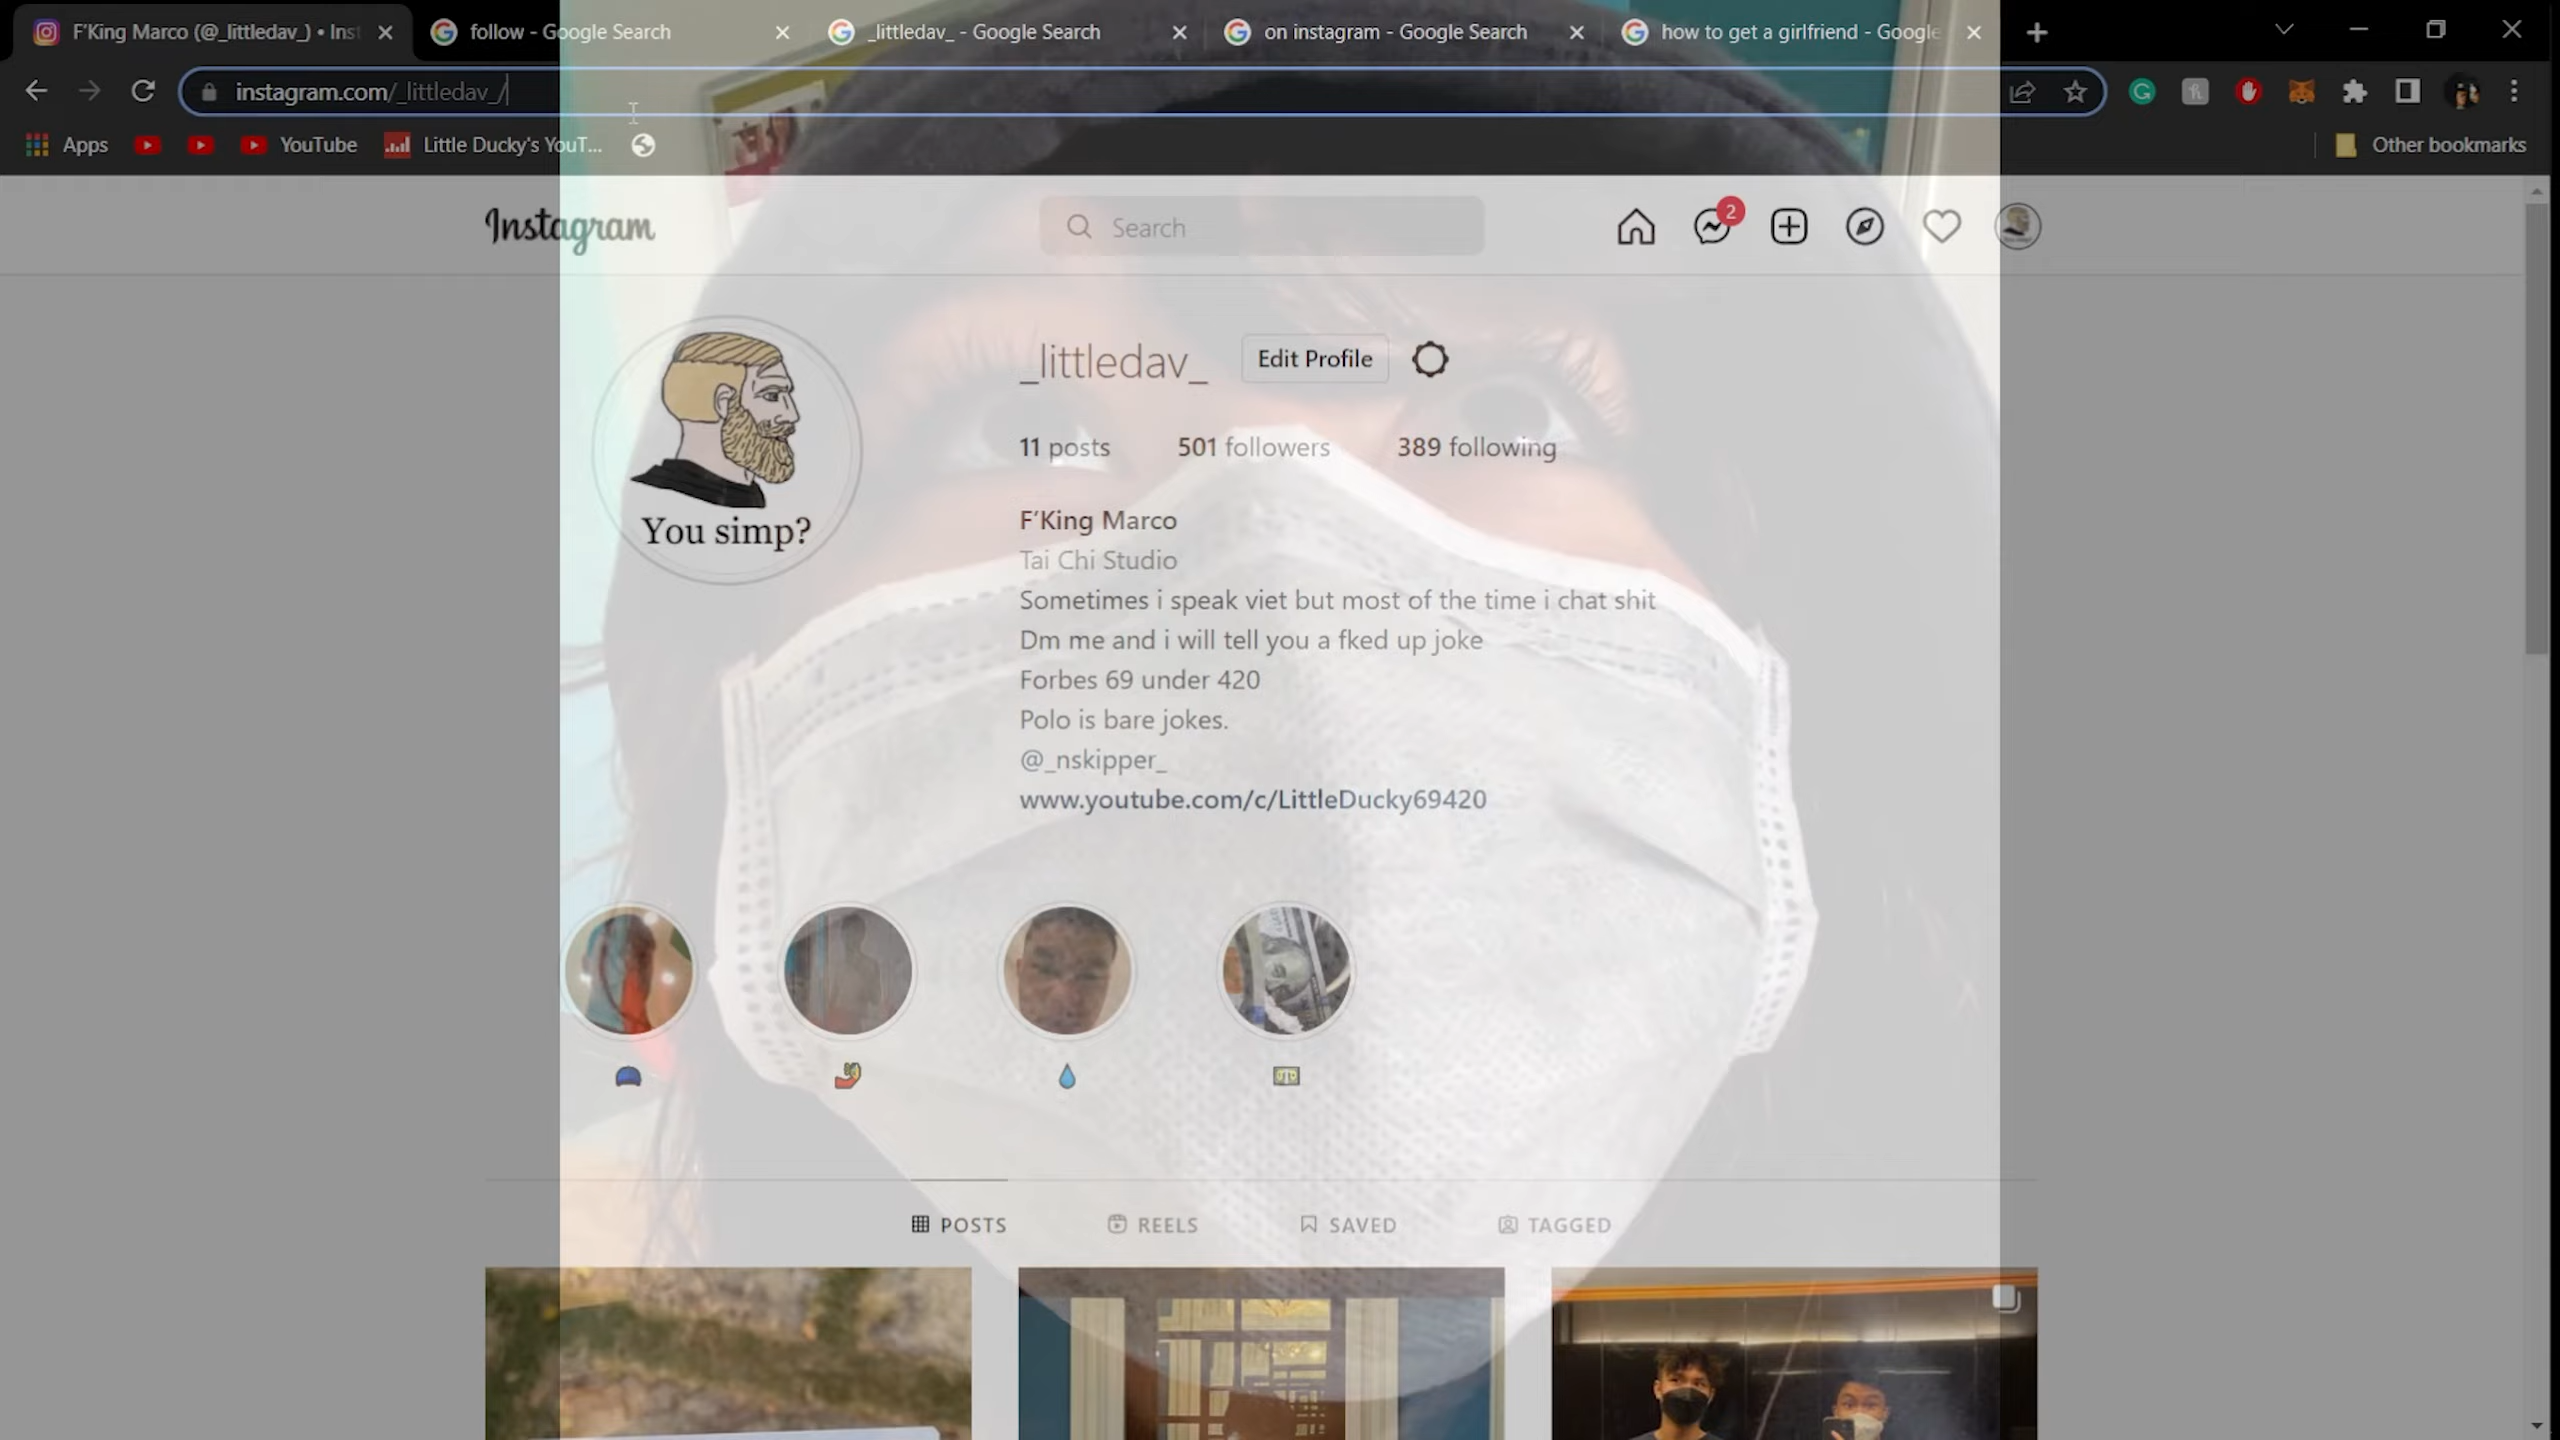 F'King Marco (@_littledav_) • Inst
follow - Google Search
_littledav_ - Google Search
on instagram - Google Search
how to get a girlfriend - Google
instagram.com/_littledav_/
Apps
YouTube
Little Ducky's YouT...
Other bookmarks
Instagram
Search
2
_littledav_
Edit Profile
11 posts
501 followers
389 following
You simp?
F'King Marco
Tai Chi Studio
Sometimes i speak viet but most of the time i chat shit
Dm me and i will tell you a fked up joke
Forbes 69 under 420
Polo is bare jokes.
@_nskipper_
www.youtube.com/c/LittleDucky69420
POSTS
REELS
SAVED
TAGGED